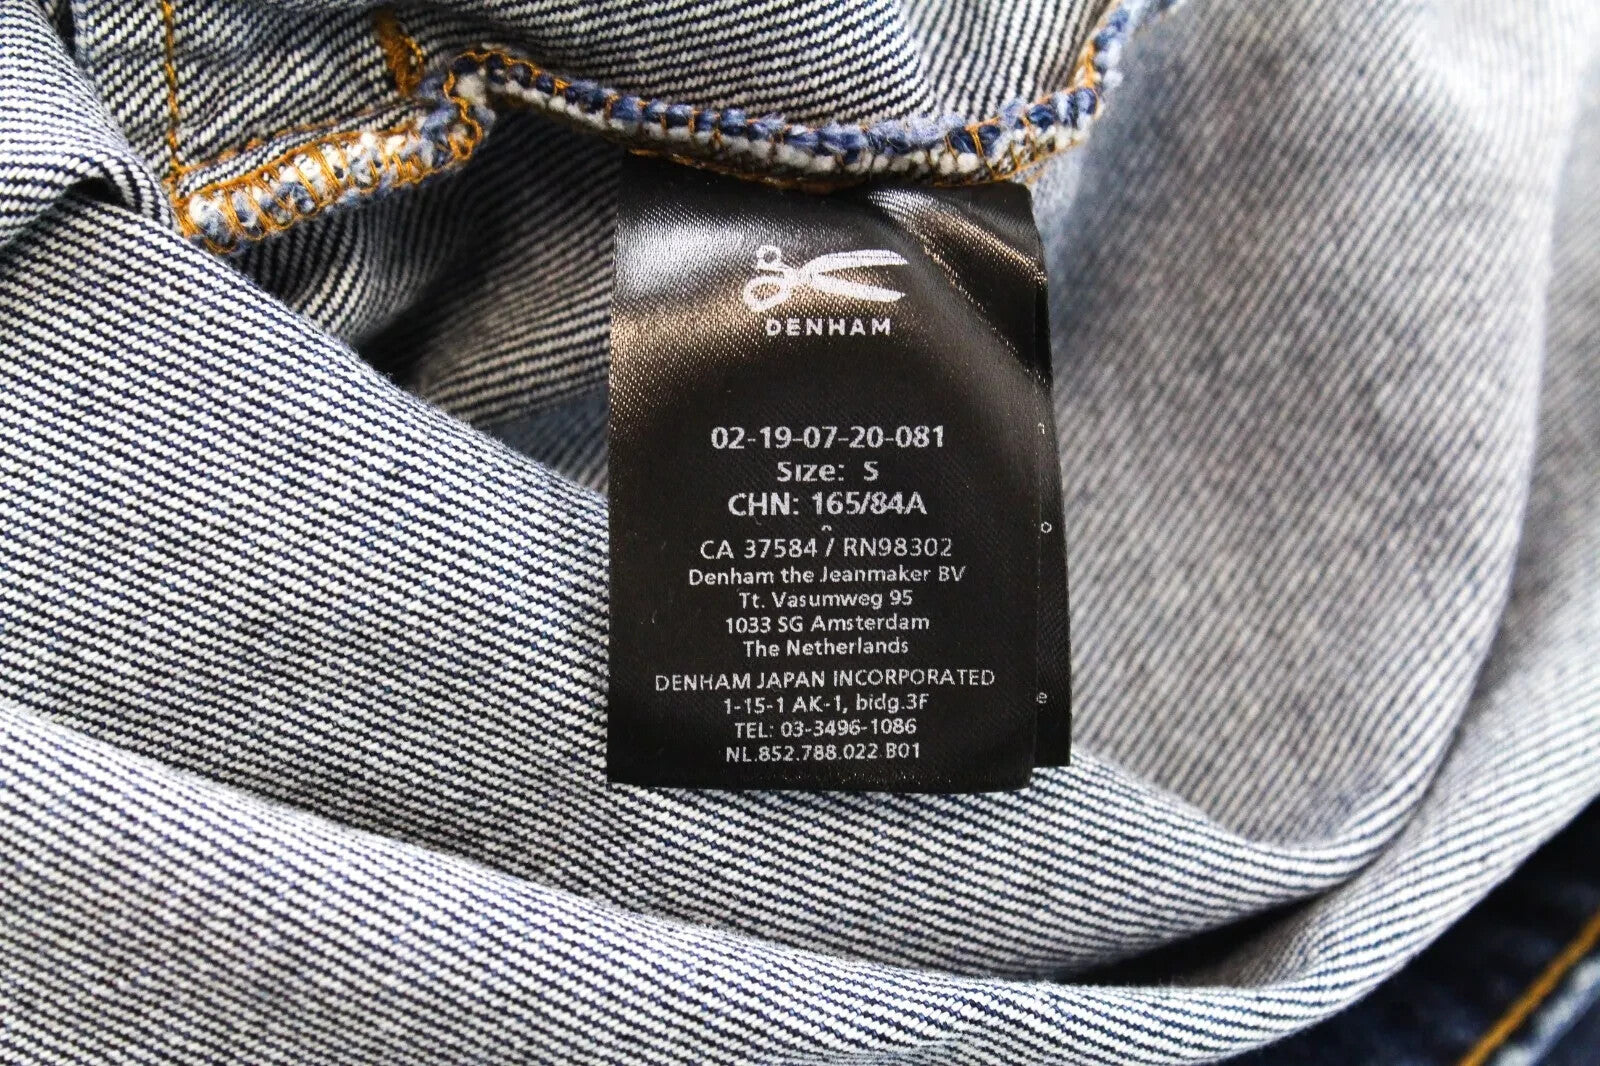 DENHAM
02-19-07-20-081
Size: S
CHN: 165/84A
CA 37584 / RN98302
Denham the Jeanmaker BV
Tt. Vasumweg 95
1033 SG Amsterdam
The Netherlands
DENHAM JAPAN INCORPORATED
1-15-1 AK-1, bidg.3F
TEL: 03-3496-1086
NL.852.788.022.B01